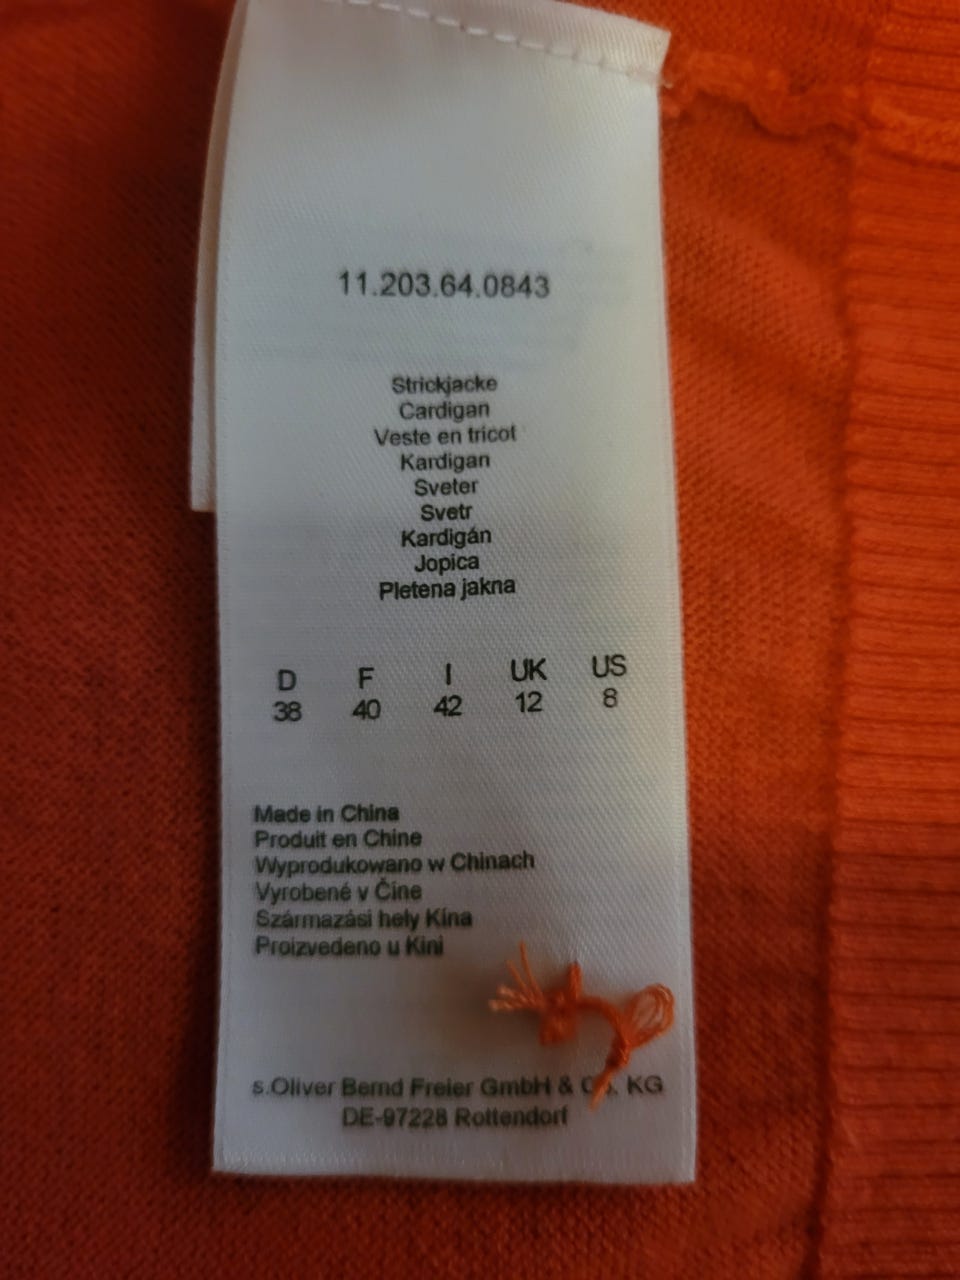 11.203.64.0843
Strickjacke
Cardigan
Veste en tricot
Kardigan
Sveter
Svetr
Kardigán
Jopica
Pletena jakna
D F I UK US
38 40 42 12 8
Made in China
Produit en Chine
Wyprodukowano w Chinach
Vyrobené v Číne
Származási hely Kína
Proizvedeno u Kini
s.Oliver Bernd Freier GmbH & Co. KG
DE-97228 Rottendorf